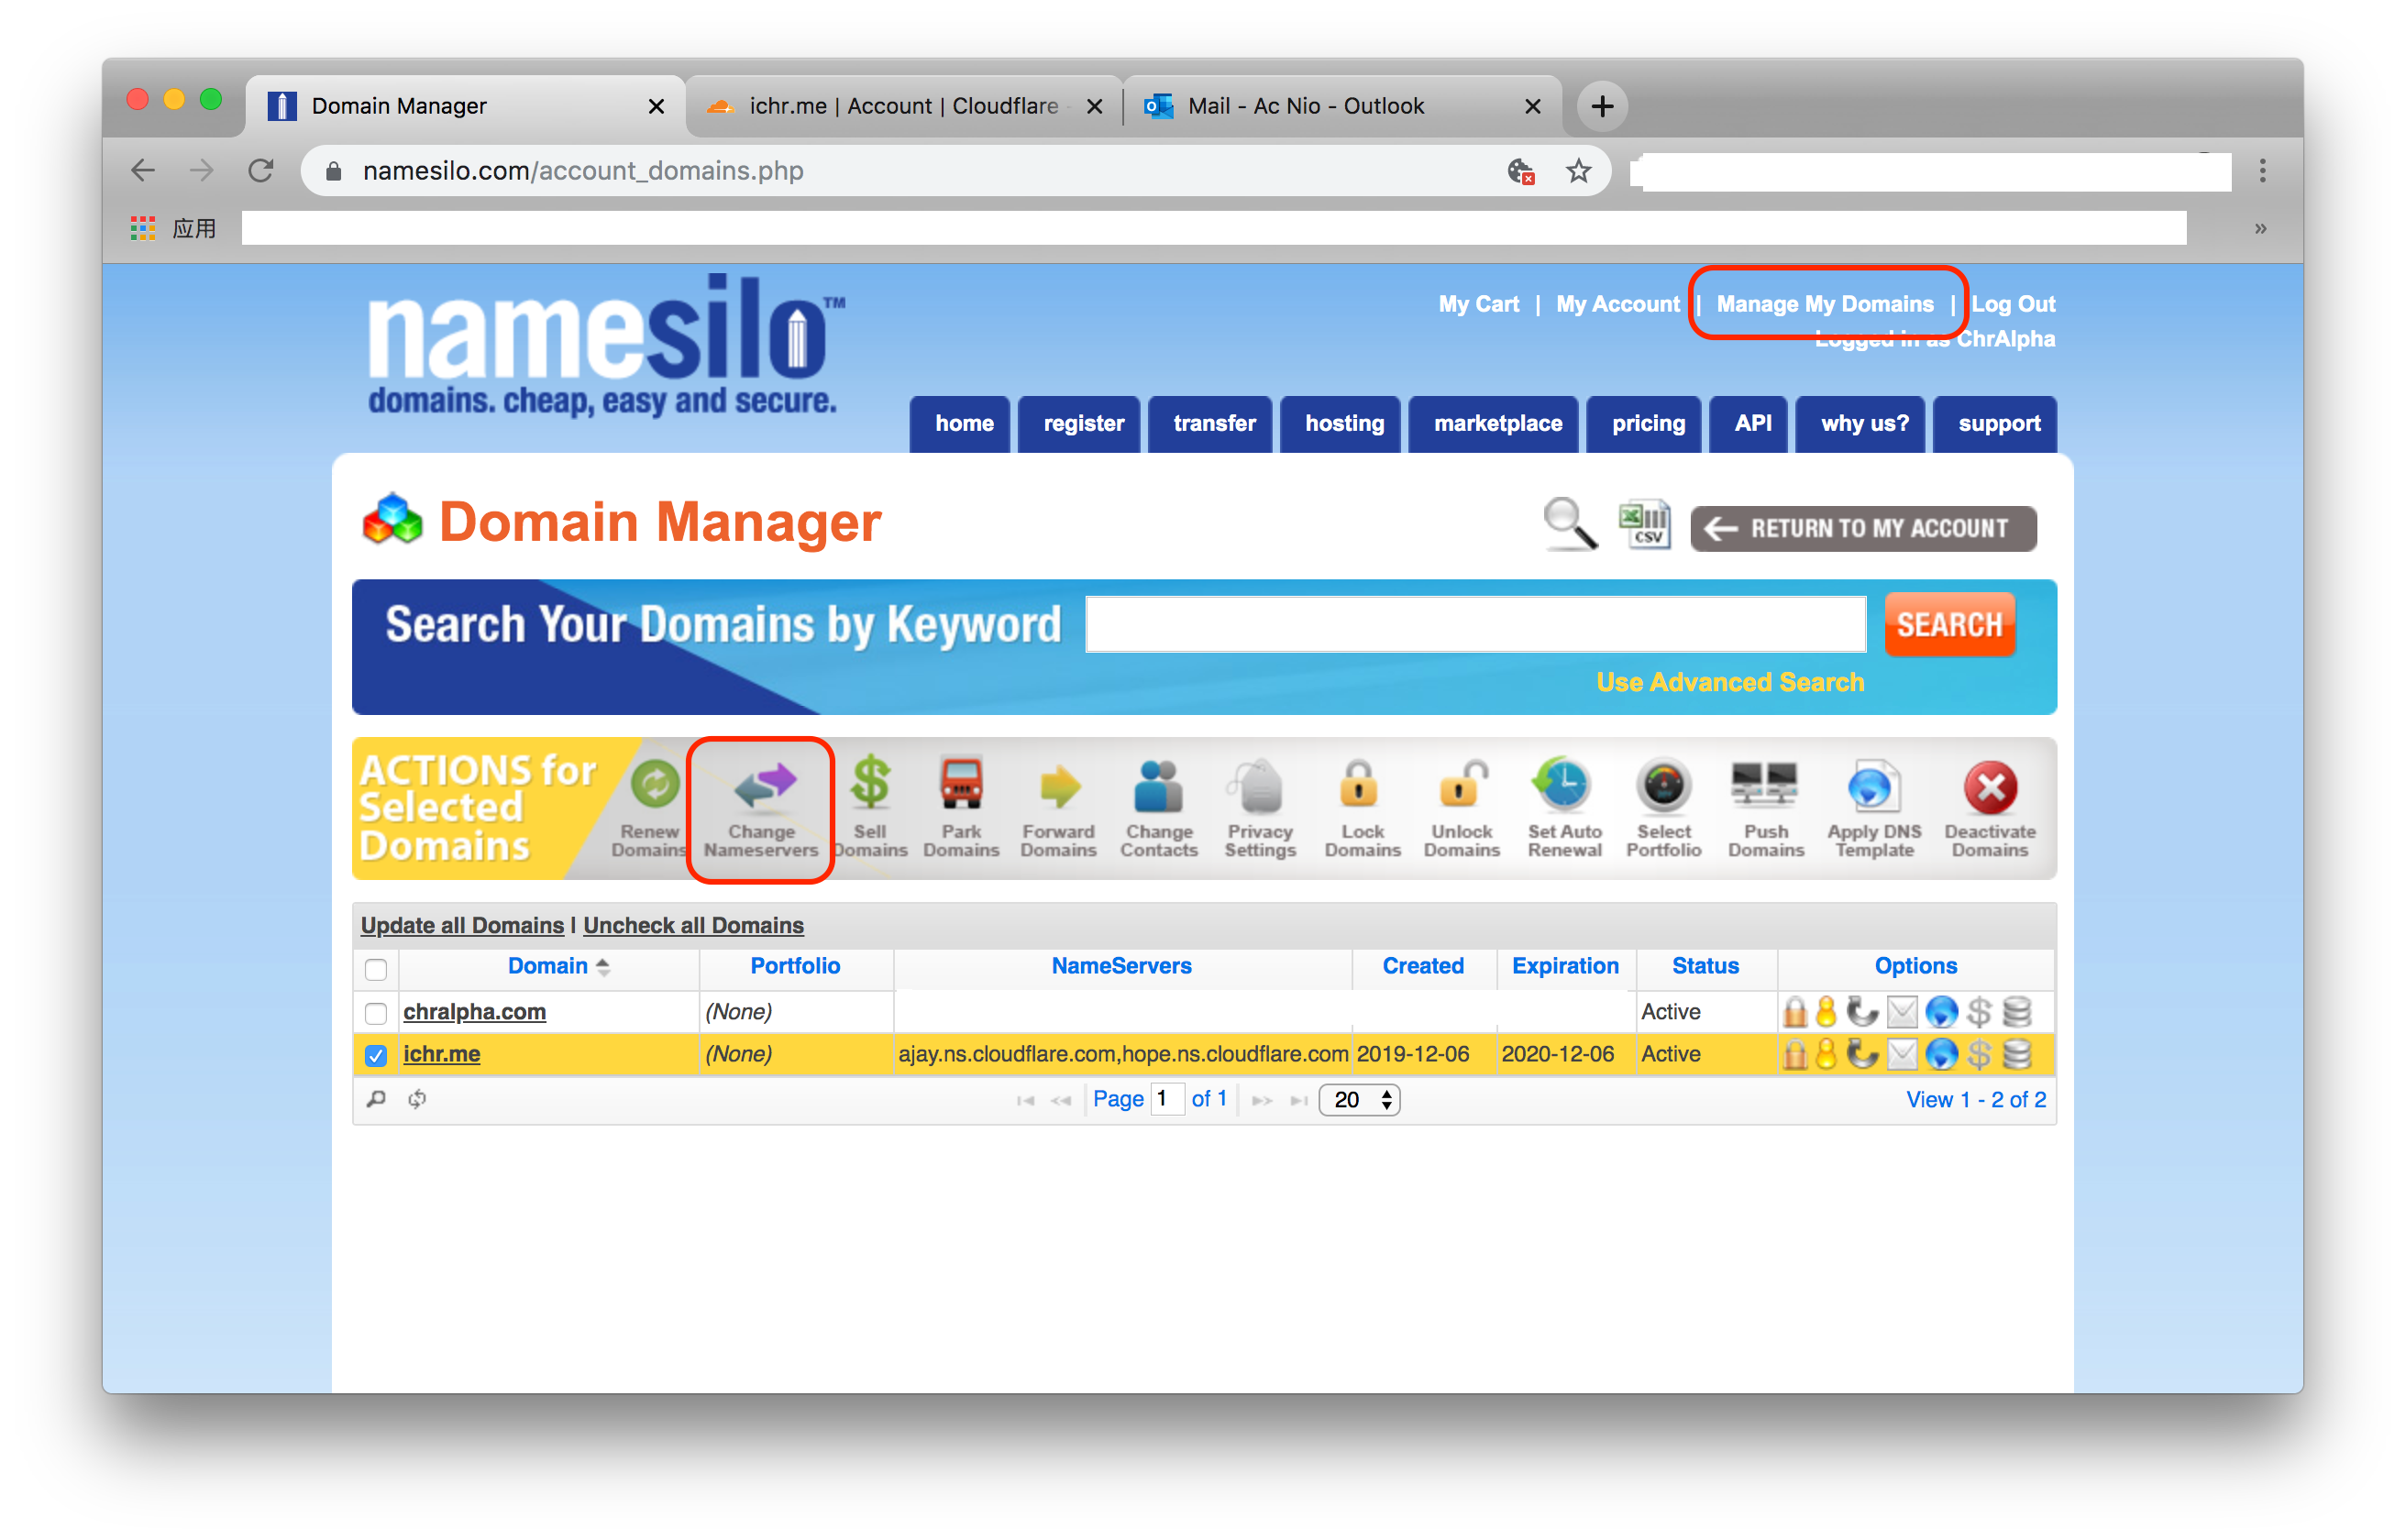 Domain Manager
ichr.me | Account | Cloudflare -
Mail - Ac Nio - Outlook
namesilo.com/account_domains.php
应用
»
namesilo™
domains. cheap, easy and secure.
My Cart | My Account | Manage My Domains | Log Out
Logged in as ChrAlpha
home register transfer hosting marketplace pricing API why us? support
Domain Manager
CSV
RETURN TO MY ACCOUNT
Search Your Domains by Keyword
SEARCH
Use Advanced Search
ACTIONS for
Selected
Domains
Renew Domains
Change Nameservers
Sell Domains
Park Domains
Forward Domains
Change Contacts
Privacy Settings
Lock Domains
Unlock Domains
Set Auto Renewal
Select Portfolio
Push Domains
Apply DNS Template
Deactivate Domains
Update all Domains | Uncheck all Domains
Domain Portfolio NameServers Created Expiration Status Options
chralpha.com (None) Active
ichr.me (None) ajay.ns.cloudflare.com,hope.ns.cloudflare.com 2019-12-06 2020-12-06 Active
Page 1 of 1 20 View 1 - 2 of 2